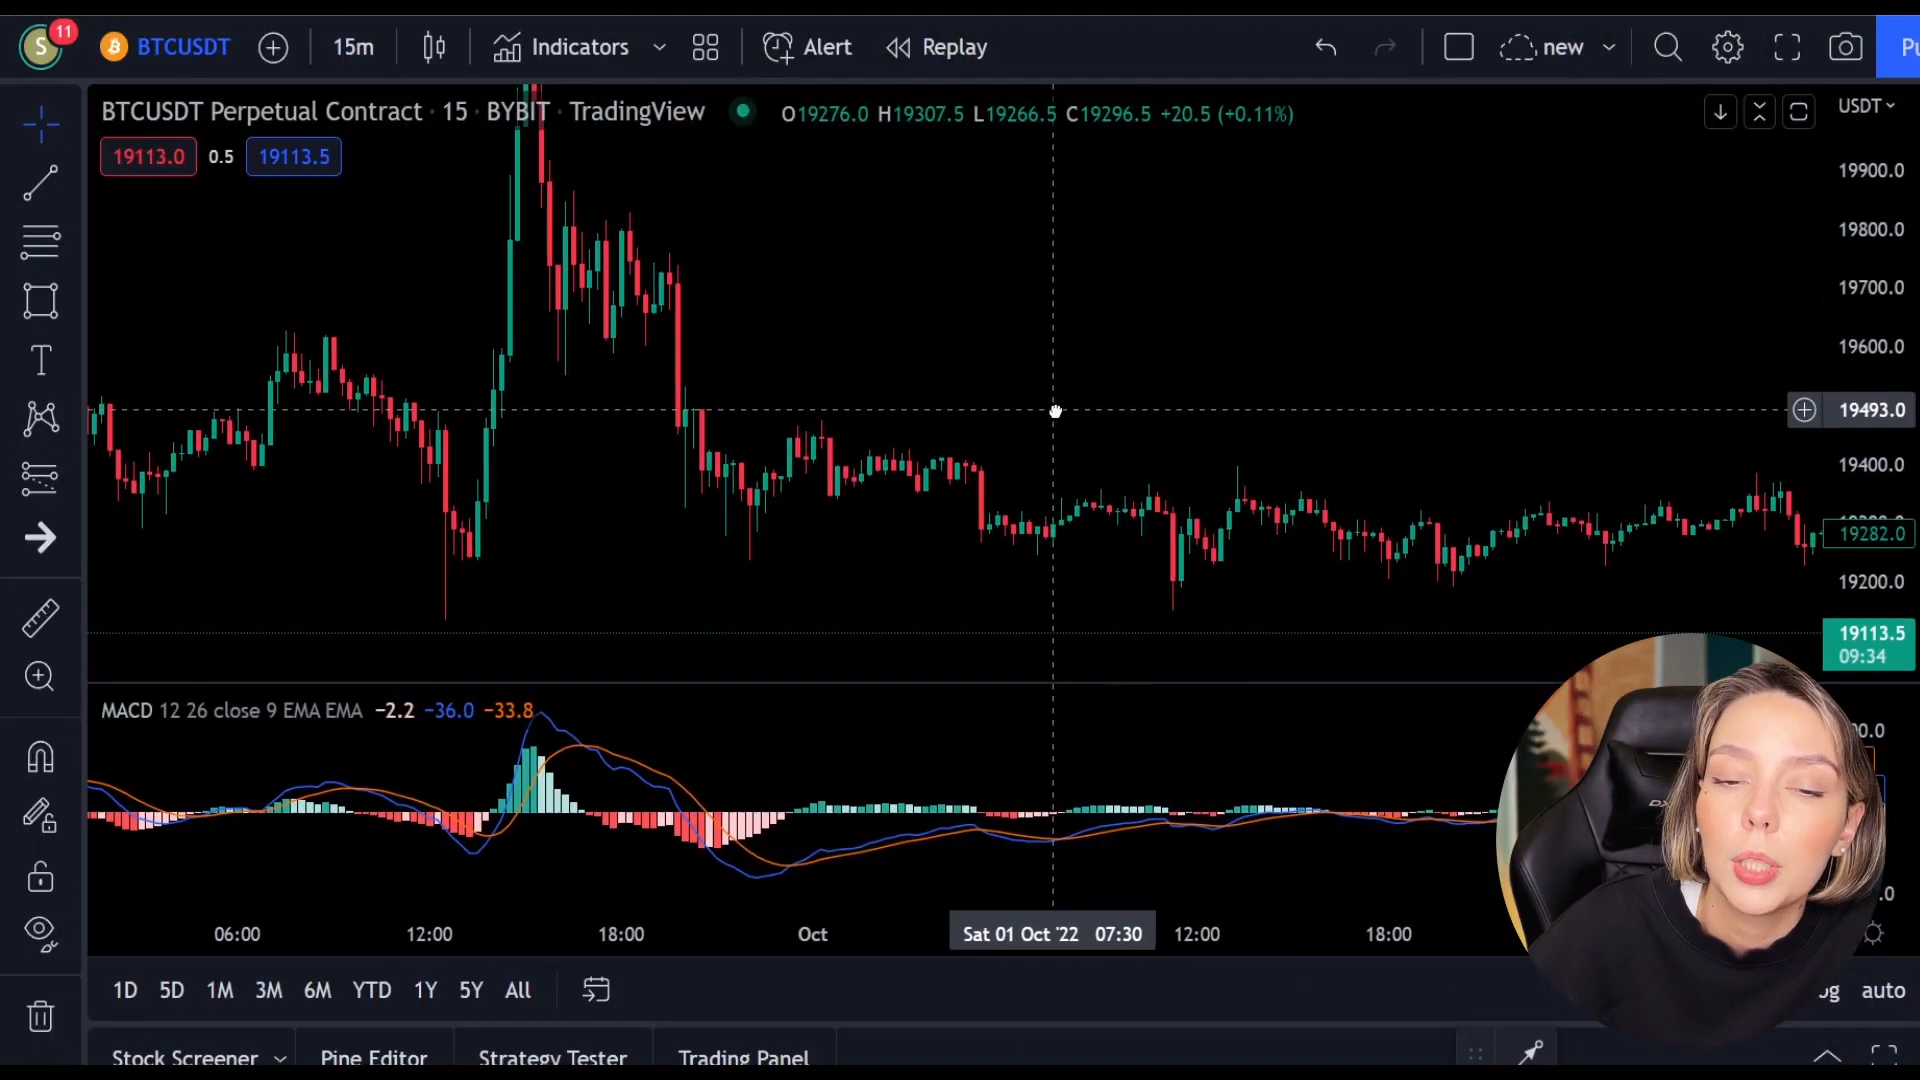 S 11 BTCUSDT 15m Indicators Alert Replay new Pu
BTCUSDT Perpetual Contract · 15 · BYBIT · TradingView O19276.0 H19307.5 L19266.5 C19296.5 +20.5 (+0.11%) USDT
19113.0 0.5 19113.5
19900.0
19800.0
19700.0
19600.0
19493.0
19400.0
19282.0
19200.0
19113.5
09:34
MACD 12 26 close 9 EMA EMA −2.2 −36.0 −33.8
06:00 12:00 18:00 Oct Sat 01 Oct '22 07:30 12:00 18:00
1D 5D 1M 3M 6M YTD 1Y 5Y All auto
Stock Screener Pine Editor Strategy Tester Trading Panel